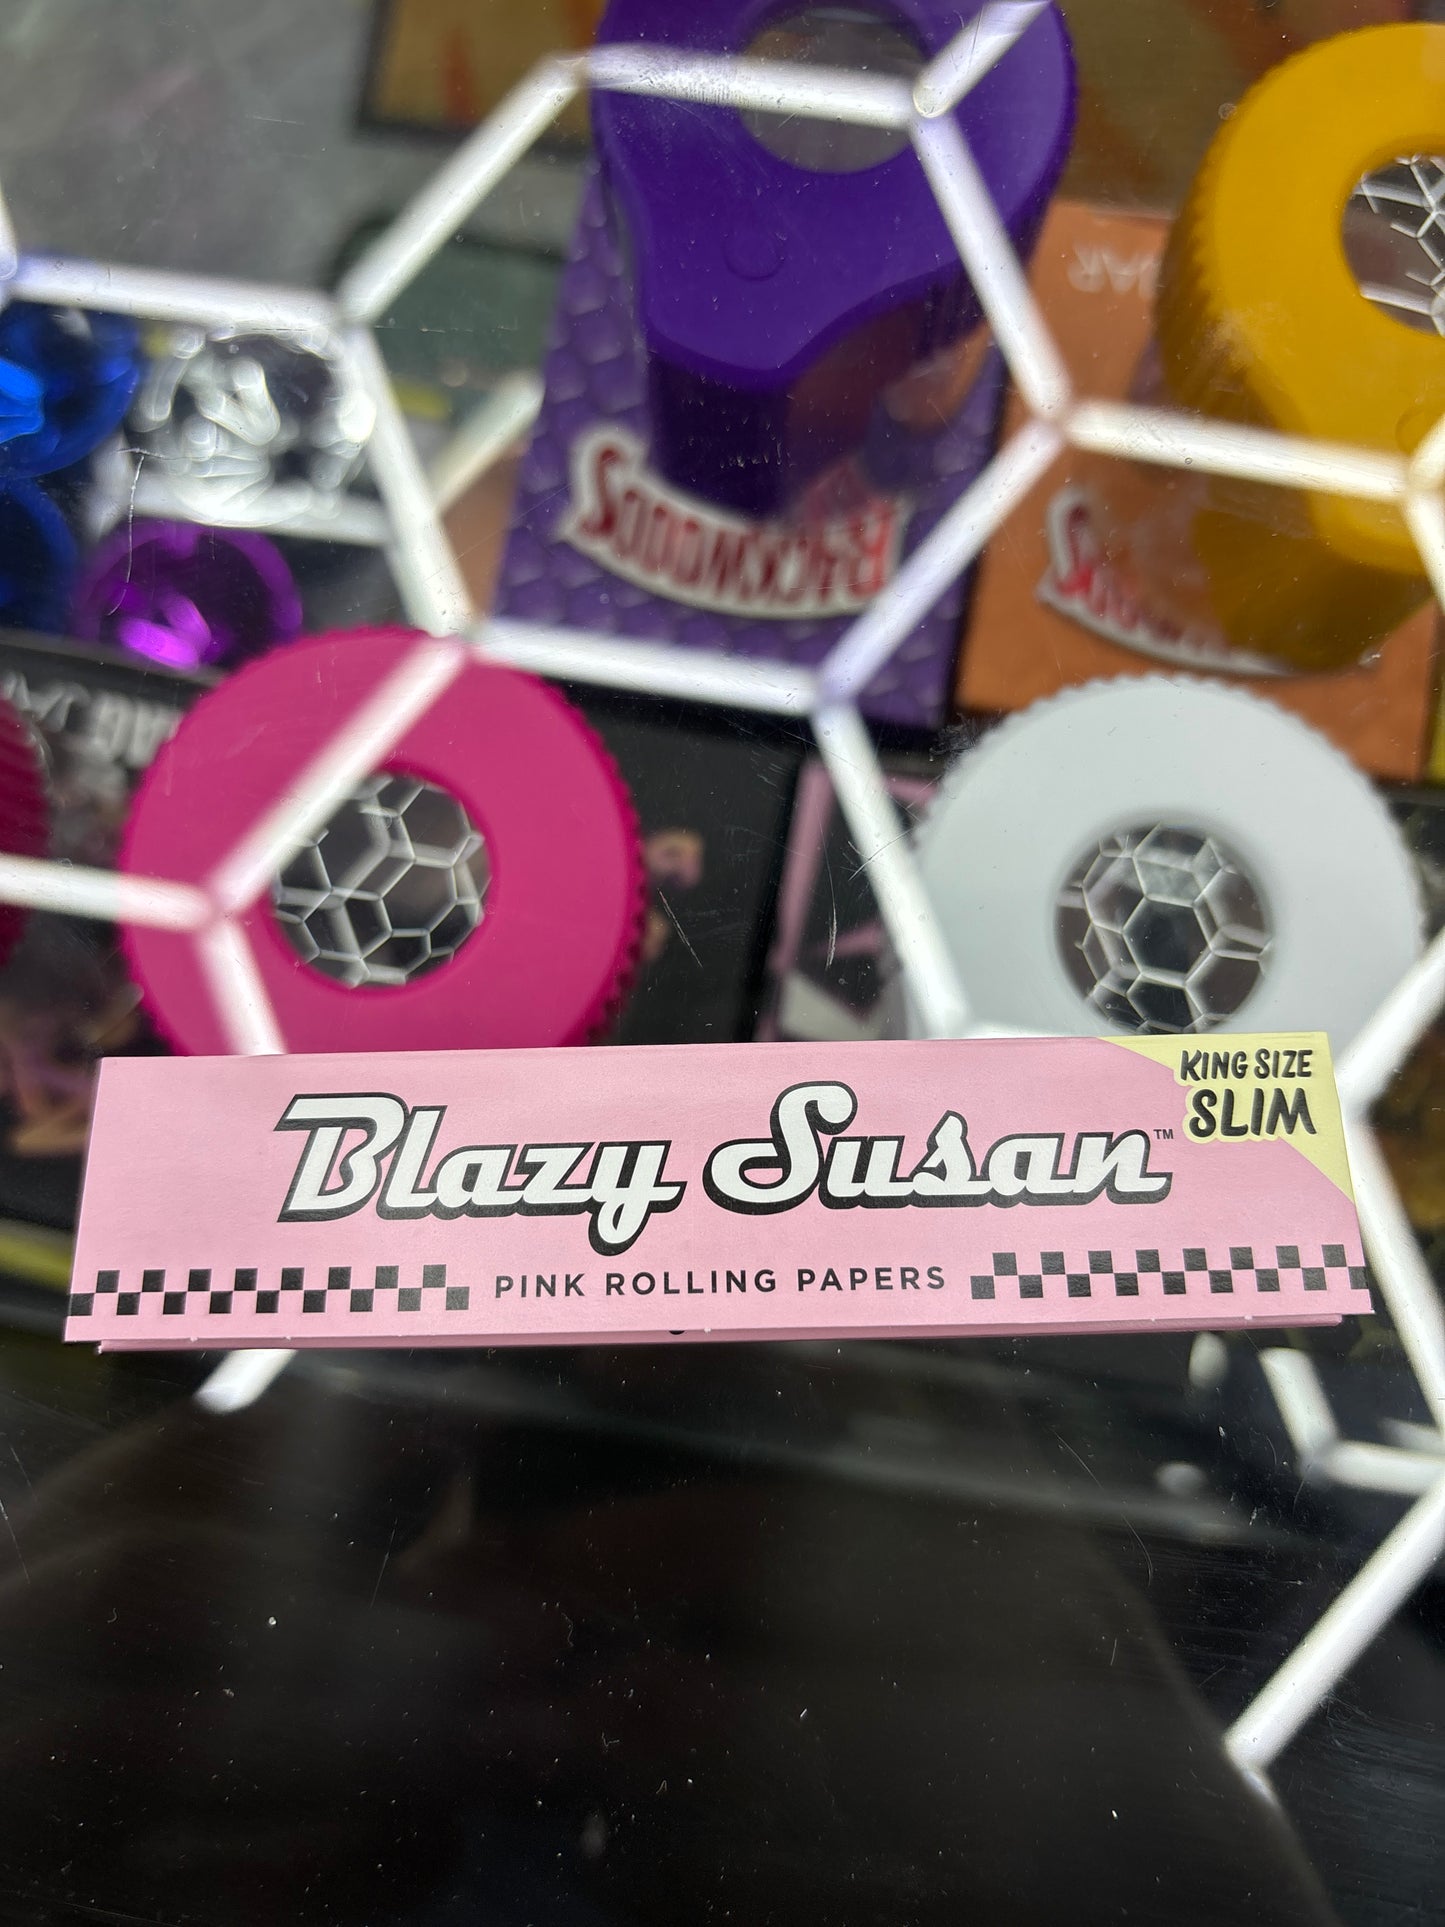 Blazy Susan™
KING SIZE
SLIM
PINK ROLLING PAPERS